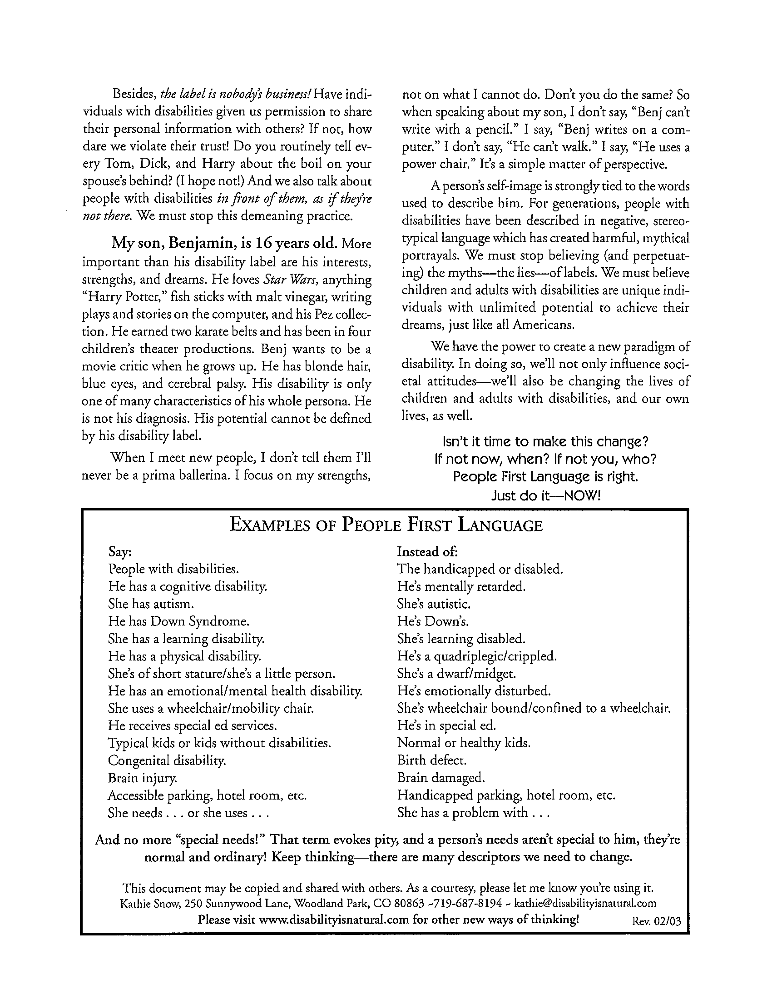 Besides, the label is nobody's business! Have indi-
viduals with disabilities given us permission to share
their personal information with others? If not, how
dare we violate their trust! Do you routinely tell ev-
ery Tom, Dick, and Harry about the boil on your
spouse's behind? (I hope not!) And we also talk about
people with disabilities in front of them, as if they're
not there. We must stop this demeaning practice.
My son, Benjamin, is 16 years old. More
important than his disability label are his interests,
strengths, and dreams. He loves Star Wars, anything
“Harry Potter,” fish sticks with malt vinegar, writing
plays and stories on the computer, and his Pez collec-
tion. He earned two karate belts and has been in four
children's theater productions. Benj wants to be a
movie critic when he grows up. He has blonde hair,
blue eyes, and cerebral palsy. His disability is only
one of many characteristics of his whole persona. He
is not his diagnosis. His potential cannot be defined
by his disability label.
When I meet new people, I don't tell them I'll
never be a prima ballerina. I focus on my strengths,
not on what I cannot do. Don't you do the same? So
when speaking about my son, I don't say, “Benj can't
write with a pencil.” I say, “Benj writes on a com-
puter.” I don't say, “He can't walk.” I say, “He uses a
power chair.” It's a simple matter of perspective.
A person's self-image is strongly tied to the words
used to describe him. For generations, people with
disabilities have been described in negative, stereo-
typical language which has created harmful, mythical
portrayals. We must stop believing (and perpetuat-
ing) the myths—the lies—of labels. We must believe
children and adults with disabilities are unique indi-
viduals with unlimited potential to achieve their
dreams, just like all Americans.
We have the power to create a new paradigm of
disability. In doing so, we'll not only influence soci-
etal attitudes—we'll also be changing the lives of
children and adults with disabilities, and our own
lives, as well.
Isn't it time to make this change?
If not now, when? If not you, who?
People First Language is right.
Just do it—NOW!
EXAMPLES OF PEOPLE FIRST LANGUAGE
Say: Instead of:
People with disabilities. The handicapped or disabled.
He has a cognitive disability. He's mentally retarded.
She has autism. She's autistic.
He has Down Syndrome. He's Down's.
She has a learning disability. She's learning disabled.
He has a physical disability. He's a quadriplegic/crippled.
She's of short stature/she's a little person. She's a dwarf/midget.
He has an emotional/mental health disability. He's emotionally disturbed.
She uses a wheelchair/mobility chair. She's wheelchair bound/confined to a wheelchair.
He receives special ed services. He's in special ed.
Typical kids or kids without disabilities. Normal or healthy kids.
Congenital disability. Birth defect.
Brain injury. Brain damaged.
Accessible parking, hotel room, etc. Handicapped parking, hotel room, etc.
She needs . . . or she uses . . . She has a problem with . . .
And no more “special needs!” That term evokes pity, and a person's needs aren't special to him, they're
normal and ordinary! Keep thinking—there are many descriptors we need to change.
This document may be copied and shared with others. As a courtesy, please let me know you're using it.
Kathie Snow, 250 Sunnywood Lane, Woodland Park, CO 80863 ~719-687-8194 ~ kathie@disabilityisnatural.com
Please visit www.disabilityisnatural.com for other new ways of thinking! Rev. 02/03